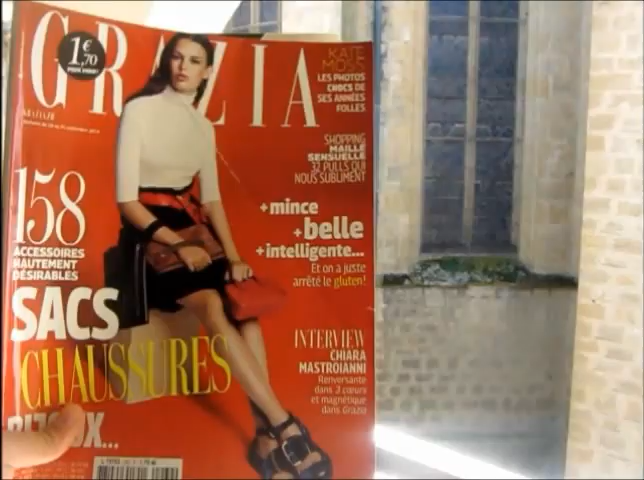 GRAZIA
1€,70
KATE
MOSS
LES PHOTOS
CHOCS DE
SES ANNÉES
FOLLES
SHOPPING
MAILLE
SENSUELLE
32 PULLS QUI
NOUS SUBLIMENT
158
ACCESSOIRES
HAUTEMENT
DÉSIRABLES
+mince
+belle
+intelligente...
Et on a juste
arrêté le gluten!
SACS
CHAUSSURES
BIJOUX...
INTERVIEW
CHIARA
MASTROIANNI
Renversante
dans 3 cœurs
et magnétique
dans Grazia